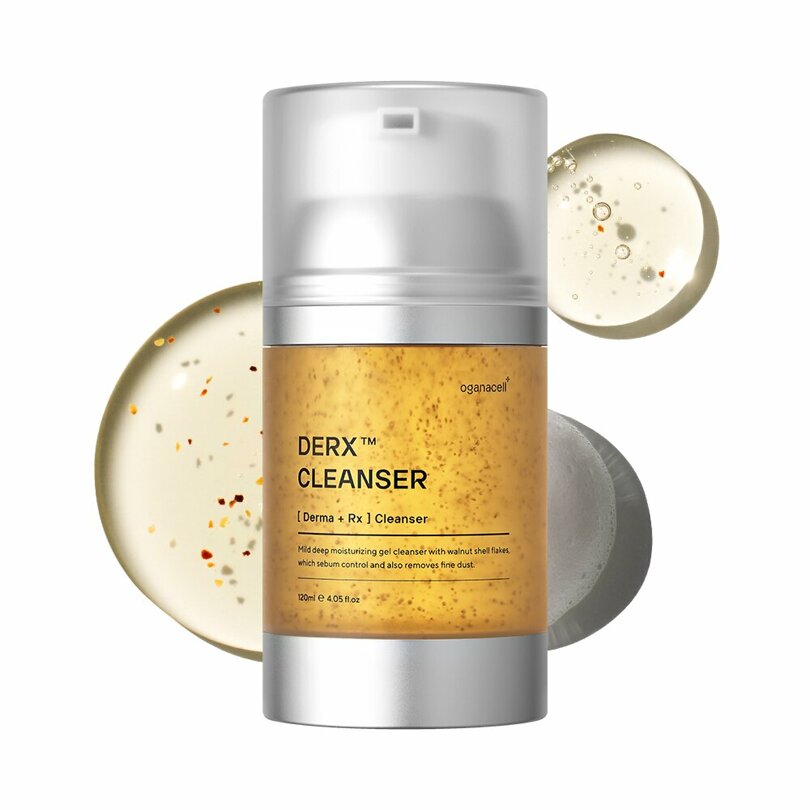 oganacell+
DERX™
CLEANSER
[ Derma + Rx ] Cleanser
Mild deep moisturizing gel cleanser with walnut shell flakes,
which sebum control and also removes fine dust.
120ml ℮ 4.05 fl.oz